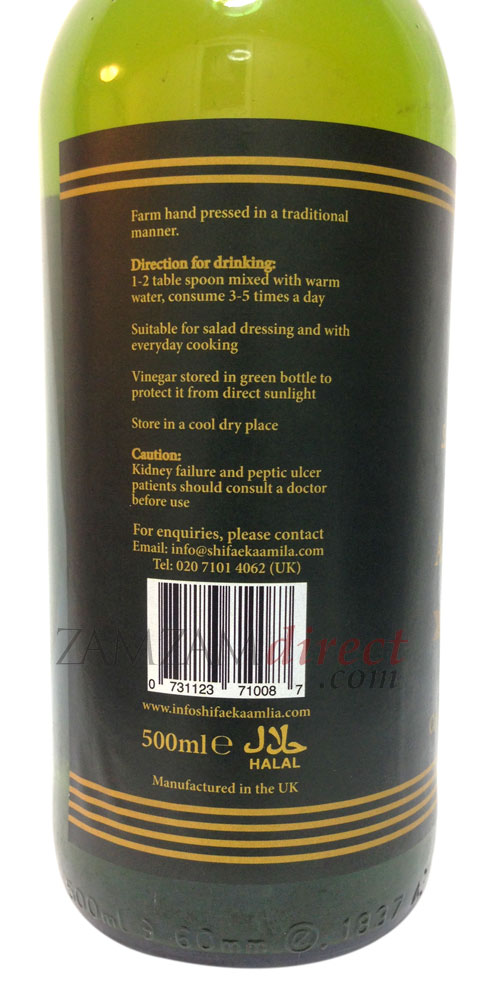 Farm hand pressed in a traditional
manner.
Direction for drinking:
1-2 table spoon mixed with warm
water, consume 3-5 times a day
Suitable for salad dressing and with
everyday cooking
Vinegar stored in green bottle to
protect it from direct sunlight
Store in a cool dry place
Caution:
Kidney failure and peptic ulcer
patients should consult a doctor
before use
For enquiries, please contact
Email: info@shifaekaamila.com
Tel: 020 7101 4062 (UK)
ZAMZAMdirect
.com
0 731123 71008 7
www.infoshifaekaamlia.com
500ml e حلال
HALAL
Manufactured in the UK
500ml 60mm 1837